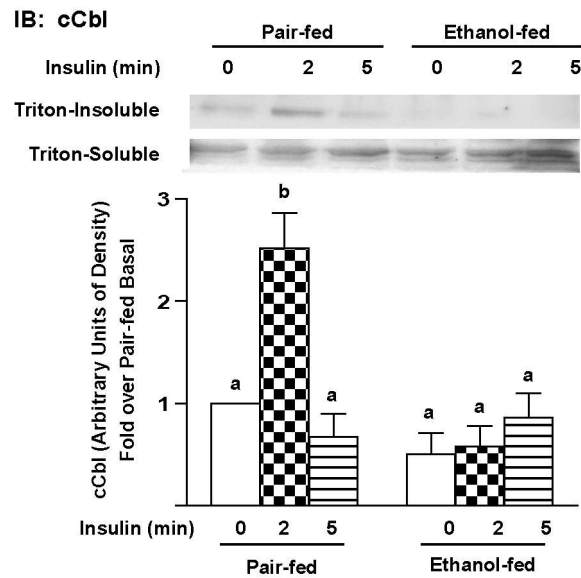 IB: cCbl
Pair-fed Ethanol-fed
Insulin (min) 0 2 5 0 2 5
Triton-Insoluble
Triton-Soluble
cCbl (Arbitrary Units of Density)
Fold over Pair-fed Basal
3
2
1
a b a a a a
Insulin (min) 0 2 5 0 2 5
Pair-fed Ethanol-fed